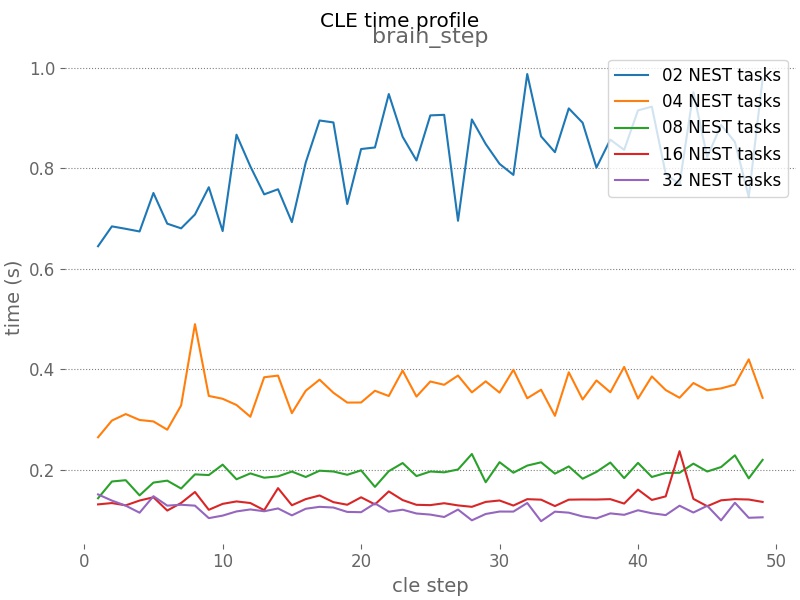 CLE time profile
brain_step
1.0
0.8
0.6
0.4
0.2
time (s)
02 NEST tasks
04 NEST tasks
08 NEST tasks
16 NEST tasks
32 NEST tasks
0 10 20 30 40 50
cle step